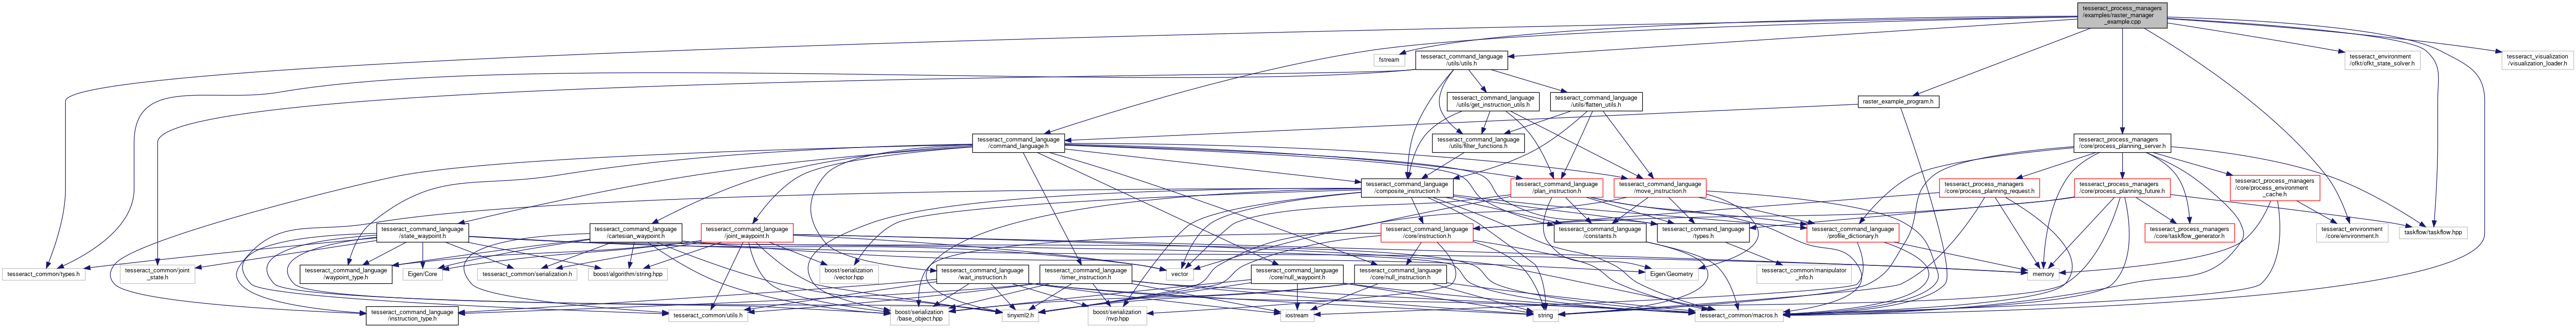 tesseract_process_managers
/examples/raster_manager
_example.cpp
fstream
tesseract_command_language
/utils/utils.h
tesseract_environment
/ofkt/ofkt_state_solver.h
tesseract_visualization
/visualization_loader.h
tesseract_command_language
/utils/get_instruction_utils.h
tesseract_command_language
/utils/flatten_utils.h
raster_example_program.h
tesseract_command_language
/command_language.h
tesseract_command_language
/utils/filter_functions.h
tesseract_process_managers
/core/process_planning_server.h
tesseract_command_language
/composite_instruction.h
tesseract_command_language
/plan_instruction.h
tesseract_command_language
/move_instruction.h
tesseract_process_managers
/core/process_planning_request.h
tesseract_process_managers
/core/process_planning_future.h
tesseract_process_managers
/core/process_environment
_cache.h
tesseract_command_language
/state_waypoint.h
tesseract_command_language
/cartesian_waypoint.h
tesseract_command_language
/joint_waypoint.h
tesseract_command_language
/core/instruction.h
tesseract_command_language
/constants.h
tesseract_command_language
/types.h
tesseract_command_language
/profile_dictionary.h
tesseract_process_managers
/core/taskflow_generator.h
tesseract_environment
/core/environment.h
taskflow/taskflow.hpp
tesseract_common/types.h
tesseract_common/joint
_state.h
tesseract_command_language
/waypoint_type.h
Eigen/Core
tesseract_common/serialization.h
boost/algorithm/string.hpp
boost/serialization
/vector.hpp
tesseract_command_language
/wait_instruction.h
tesseract_command_language
/timer_instruction.h
vector
tesseract_command_language
/core/null_waypoint.h
tesseract_command_language
/core/null_instruction.h
Eigen/Geometry
tesseract_common/manipulator
_info.h
memory
tesseract_command_language
/instruction_type.h
tesseract_common/utils.h
boost/serialization
/base_object.hpp
tinyxml2.h
boost/serialization
/nvp.hpp
iostream
string
tesseract_common/macros.h